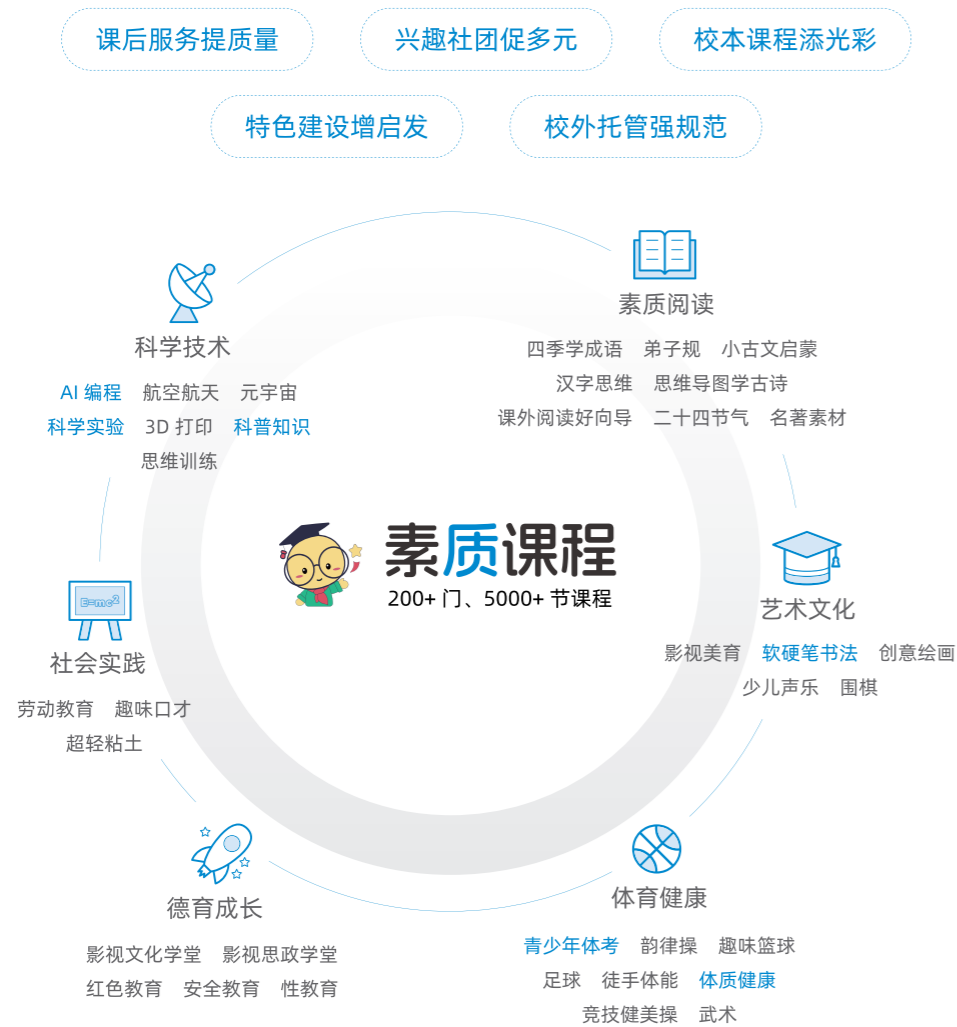 课后服务提质量 兴趣社团促多元 校本课程添光彩
特色建设增启发 校外托管强规范
素质阅读
四季学成语 弟子规 小古文启蒙
汉字思维 思维导图学古诗
课外阅读好向导 二十四节气 名著素材
科学技术
AI 编程 航空航天 元宇宙
科学实验 3D 打印 科普知识
思维训练
素质课程
200+ 门、5000+ 节课程
艺术文化
影视美育 软硬笔书法 创意绘画
少儿声乐 围棋
E=mc2
社会实践
劳动教育 趣味口才
超轻粘土
体育健康
青少年体考 韵律操 趣味篮球
足球 徒手体能 体质健康
竞技健美操 武术
德育成长
影视文化学堂 影视思政学堂
红色教育 安全教育 性教育